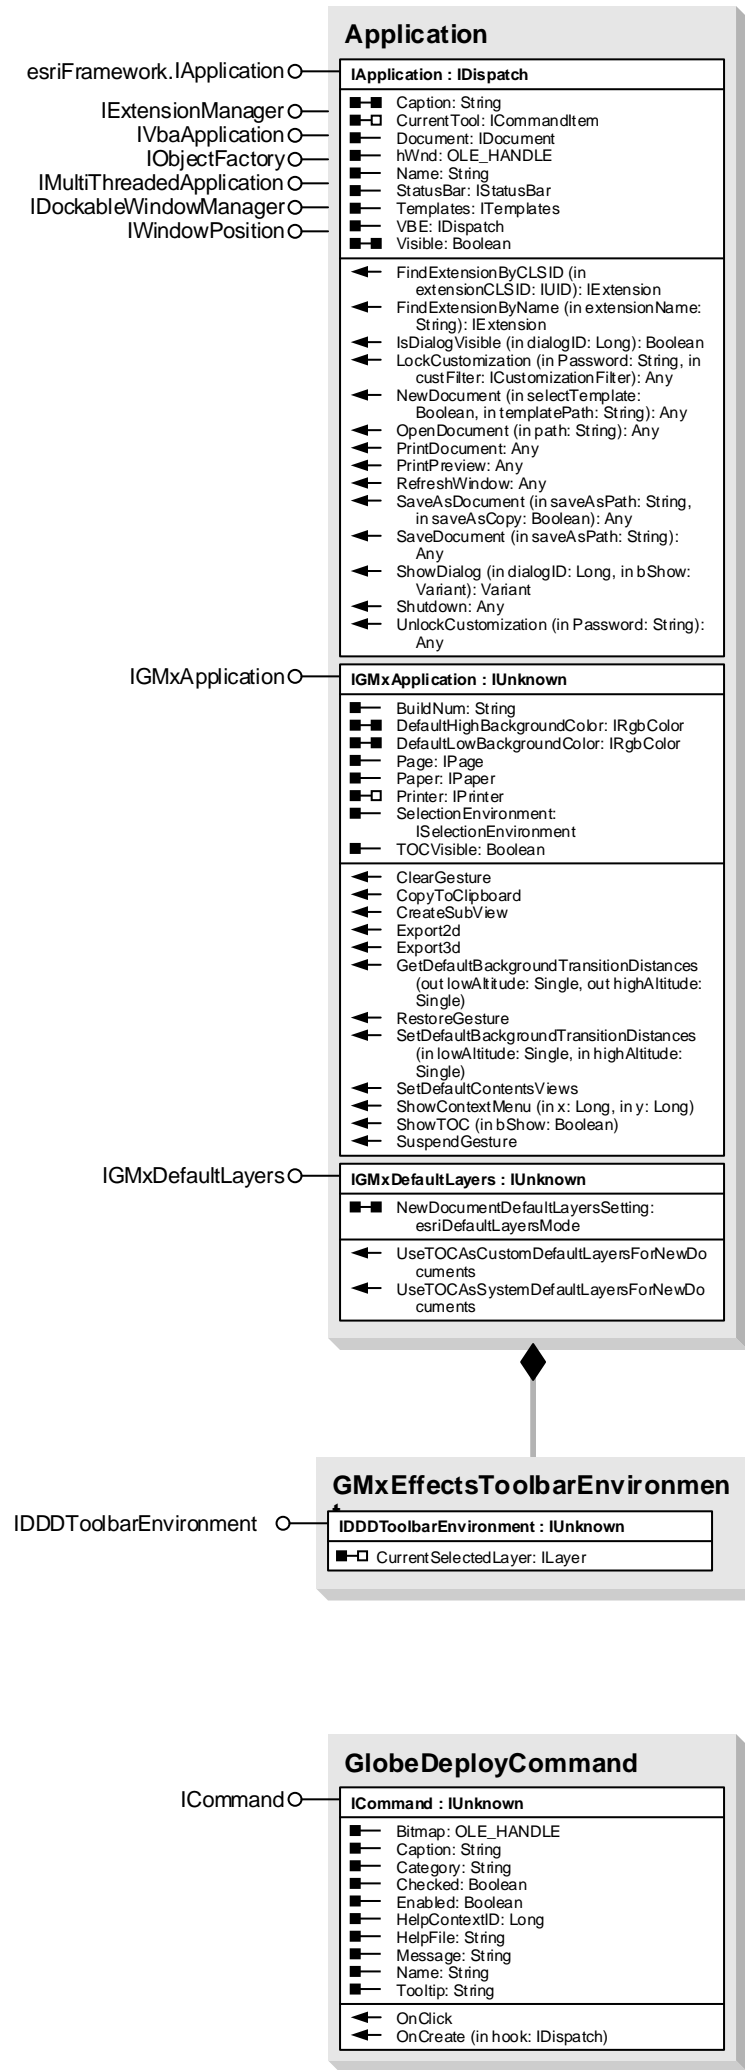 Application
esriFramework.IApplication
IApplication : IDispatch
IExtensionManager
IVbaApplication
IObjectFactory
IMultiThreadedApplication
IDockableWindowManager
IWindowPosition
Caption: String
CurrentTool: ICommandItem
Document: IDocument
hWnd: OLE_HANDLE
Name: String
StatusBar: IStatusBar
Templates: ITemplates
VBE: IDispatch
Visible: Boolean
FindExtensionByCLSID (in
extensionCLSID: IUID): IExtension
FindExtensionByName (in extensionName:
String): IExtension
IsDialogVisible (in dialogID: Long): Boolean
LockCustomization (in Password: String, in
custFilter: ICustomizationFilter): Any
NewDocument (in selectTemplate:
Boolean, in templatePath: String): Any
OpenDocument (in path: String): Any
PrintDocument: Any
PrintPreview: Any
RefreshWindow: Any
SaveAsDocument (in saveAsPath: String,
in saveAsCopy: Boolean): Any
SaveDocument (in saveAsPath: String):
Any
ShowDialog (in dialogID: Long, in bShow:
Variant): Variant
Shutdown: Any
UnlockCustomization (in Password: String):
Any
IGMxApplication
IGMxApplication : IUnknown
BuildNum: String
DefaultHighBackgroundColor: IRgbColor
DefaultLowBackgroundColor: IRgbColor
Page: IPage
Paper: IPaper
Printer: IPrinter
SelectionEnvironment:
ISelectionEnvironment
TOCVisible: Boolean
ClearGesture
CopyToClipboard
CreateSubView
Export2d
Export3d
GetDefaultBackgroundTransitionDistances
(out lowAltitude: Single, out highAltitude:
Single)
RestoreGesture
SetDefaultBackgroundTransitionDistances
(in lowAltitude: Single, in highAltitude:
Single)
SetDefaultContentsViews
ShowContextMenu (in x: Long, in y: Long)
ShowTOC (in bShow: Boolean)
SuspendGesture
IGMxDefaultLayers
IGMxDefaultLayers : IUnknown
NewDocumentDefaultLayersSetting:
esriDefaultLayersMode
UseTOCAsCustomDefaultLayersForNewDo
cuments
UseTOCAsSystemDefaultLayersForNewDo
cuments
GMxEffectsToolbarEnvironmen
t
IDDDToolbarEnvironment
IDDDToolbarEnvironment : IUnknown
CurrentSelectedLayer: ILayer
GlobeDeployCommand
ICommand
ICommand : IUnknown
Bitmap: OLE_HANDLE
Caption: String
Category: String
Checked: Boolean
Enabled: Boolean
HelpContextID: Long
HelpFile: String
Message: String
Name: String
Tooltip: String
OnClick
OnCreate (in hook: IDispatch)